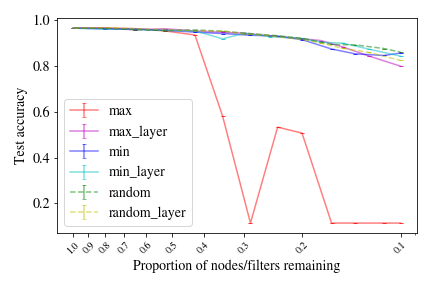 1.0
0.8
0.6
0.4
0.2
Test accuracy
max
max_layer
min
min_layer
random
random_layer
1.0 0.9 0.8 0.7 0.6 0.5 0.4 0.3 0.2 0.1
Proportion of nodes/filters remaining